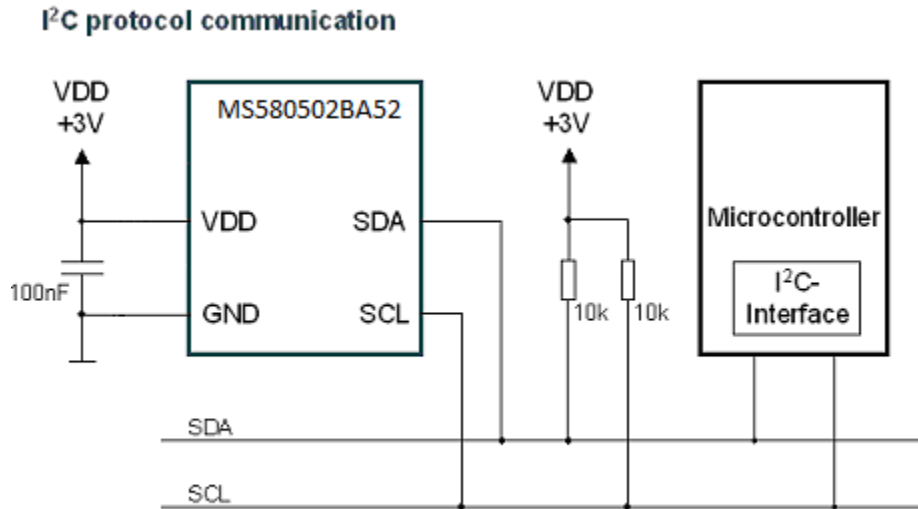 I²C protocol communication
VDD
+3V
MS580502BA52
VDD
+3V
VDD
SDA
Microcontroller
100nF
GND
SCL
10k
10k
I²C-
Interface
SDA
SCL